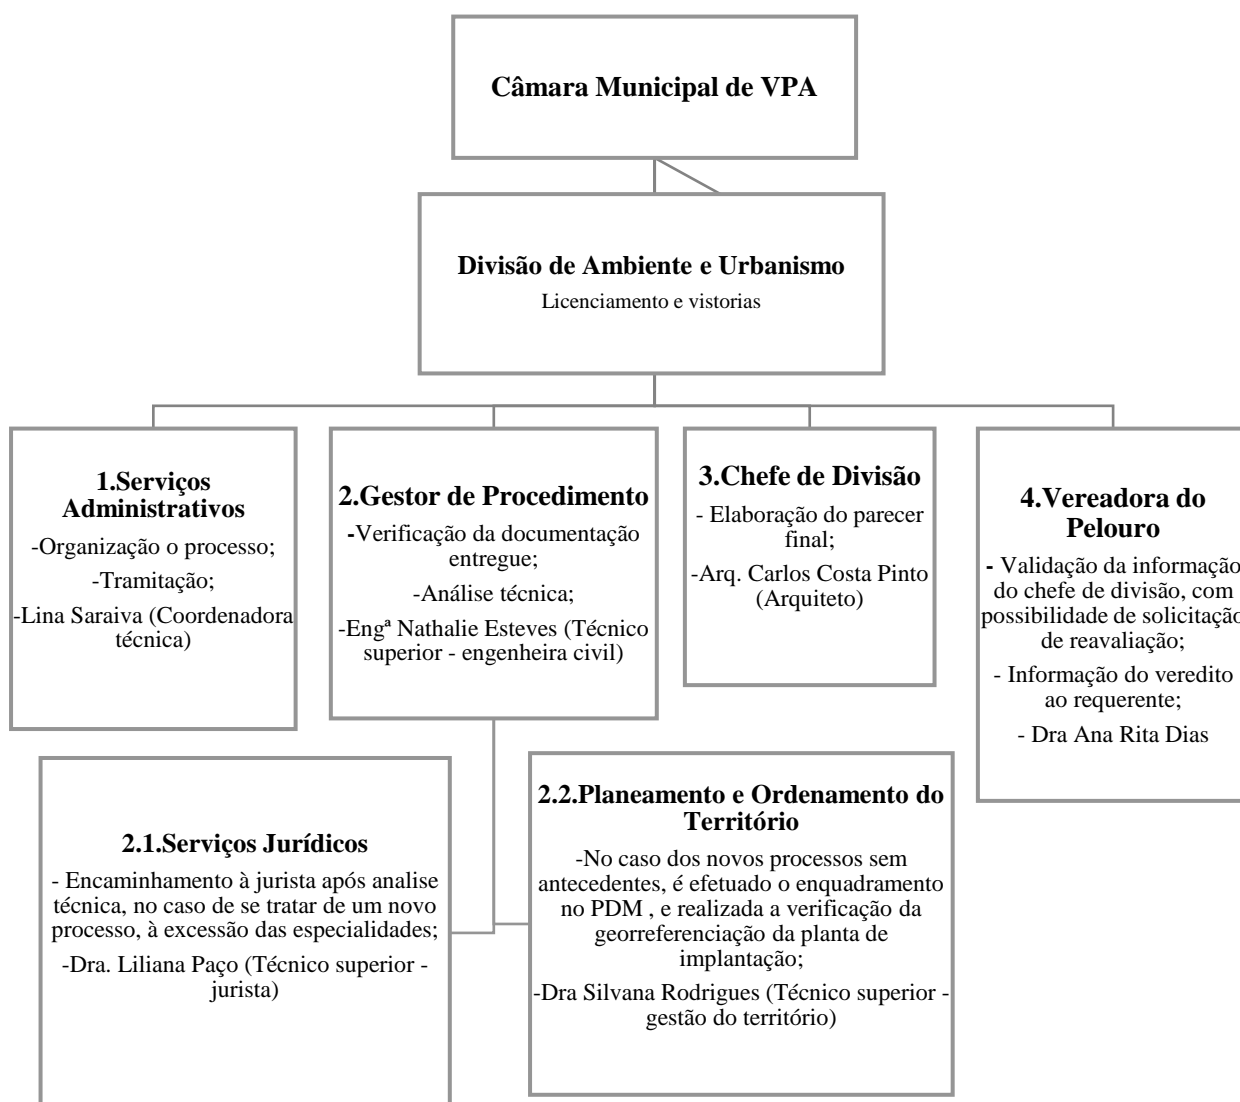 Câmara Municipal de VPA
Divisão de Ambiente e Urbanismo
Licenciamento e vistorias
1.Serviços
Administrativos
-Organização o processo;
-Tramitação;
-Lina Saraiva (Coordenadora
técnica)
2.Gestor de Procedimento
-Verificação da documentação
entregue;
-Análise técnica;
-Engª Nathalie Esteves (Técnico
superior - engenheira civil)
3.Chefe de Divisão
- Elaboração do parecer
final;
-Arq. Carlos Costa Pinto
(Arquiteto)
4.Vereadora do
Pelouro
- Validação da informação
do chefe de divisão, com
possibilidade de solicitação
de reavaliação;
- Informação do veredito
ao requerente;
- Dra Ana Rita Dias
2.1.Serviços Jurídicos
- Encaminhamento à jurista após analise
técnica, no caso de se tratar de um novo
processo, à excessão das especialidades;
-Dra. Liliana Paço (Técnico superior -
jurista)
2.2.Planeamento e Ordenamento do
Território
-No caso dos novos processos sem
antecedentes, é efetuado o enquadramento
no PDM , e realizada a verificação da
georreferenciação da planta de
implantação;
-Dra Silvana Rodrigues (Técnico superior -
gestão do território)